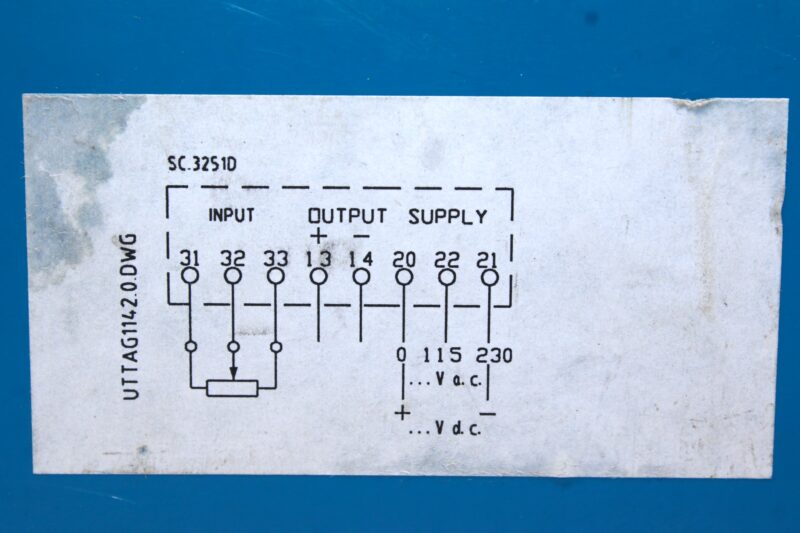 SC.3251D
INPUT OUTPUT SUPPLY
+ −
31 32 33 13 14 20 22 21
0 115 230
...V a.c.
+ −
...V d.c.
UTTAG1142.0.DWG